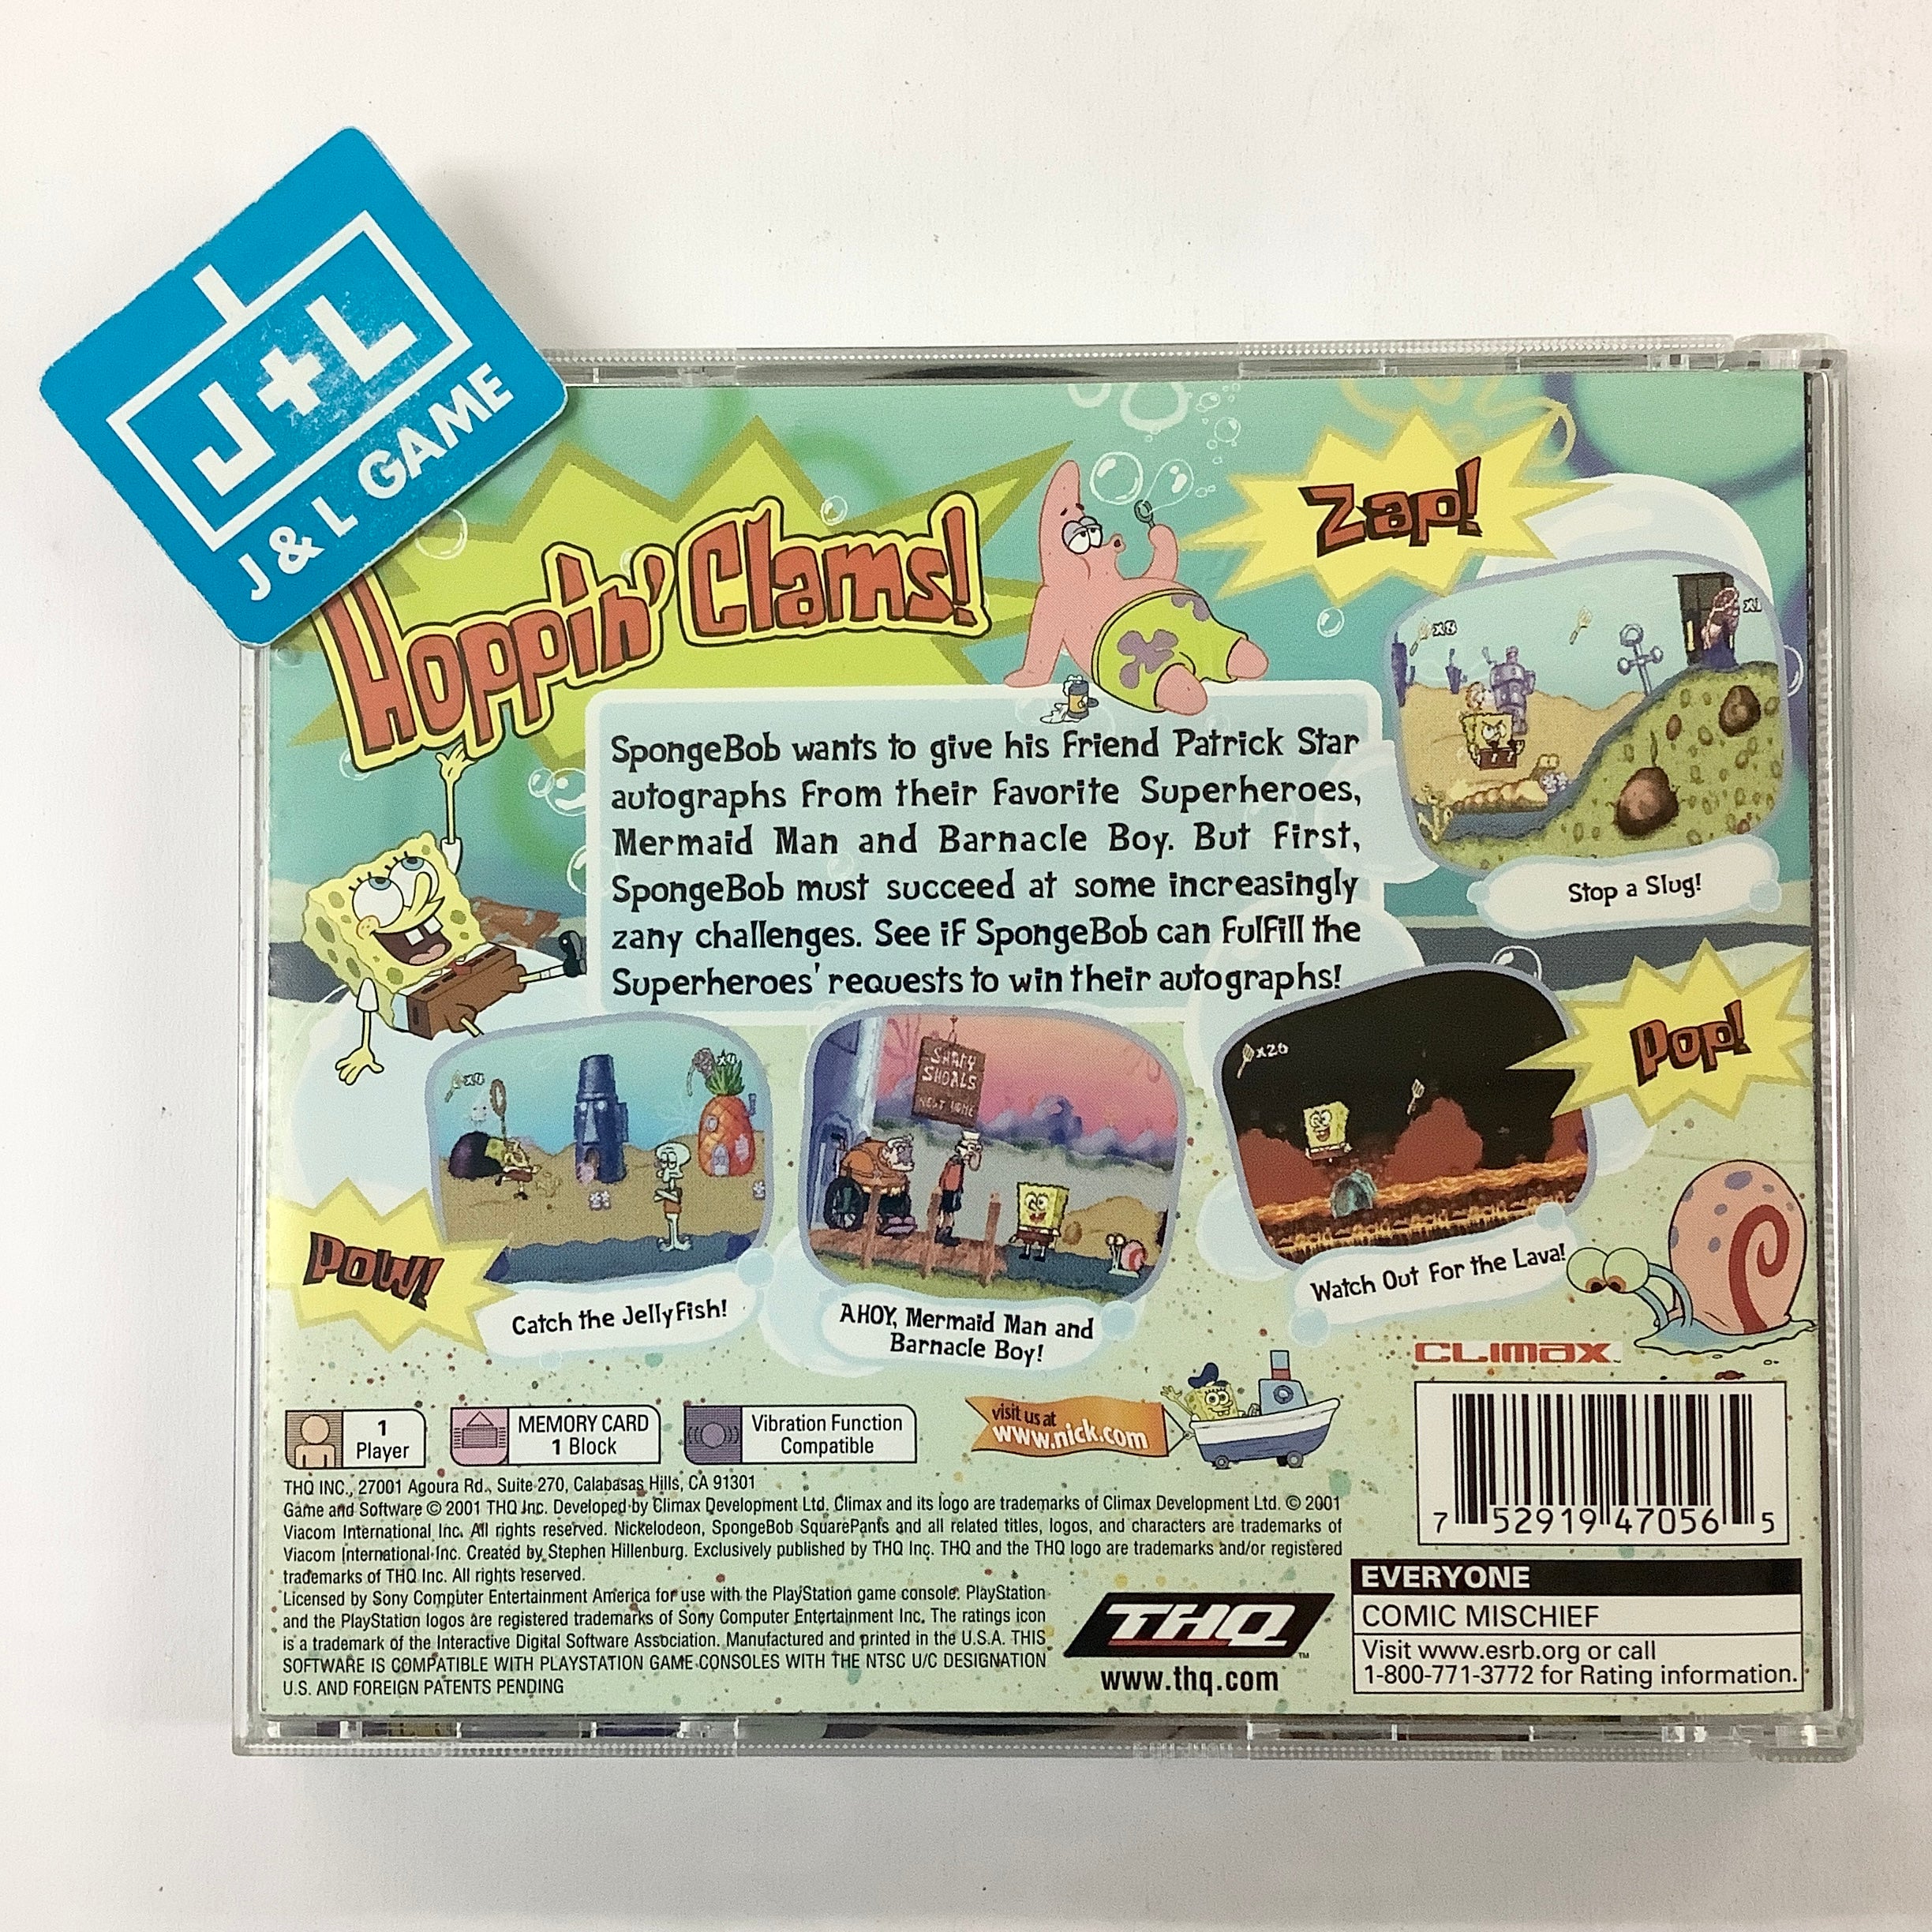 J+L
J & L GAME
Hoppin' Clams!
Zap!
x8
x1
SpongeBob wants to give his Friend Patrick Star
autographs From their Favorite Superheroes,
Mermaid Man and Barnacle Boy. But First,
SpongeBob must succeed at some increasingly
zany challenges. See iF SpongeBob can FulFill the
Superheroes' requests to win their autographs!
Stop a Slug!
Pop!
x26
SHADY
SHOALS
REST HOME
POW!
Catch the JellyFish!
AHOY, Mermaid Man and
Barnacle Boy!
Watch Out For the Lava!
CLIMAX
1
Player
MEMORY CARD
1 Block
Vibration Function
Compatible
visit us at
www.nick.com
7 52919 47056 5
THQ INC., 27001 Agoura Rd., Suite 270, Calabasas Hills, CA 91301
Game and Software © 2001 THQ Inc. Developed by Climax Development Ltd. Climax and its logo are trademarks of Climax Development Ltd. © 2001
Viacom International Inc. All rights reserved. Nickelodeon, SpongeBob SquarePants and all related titles, logos, and characters are trademarks of
Viacom International Inc. Created by Stephen Hillenburg. Exclusively published by THQ Inc. THQ and the THQ logo are trademarks and/or registered
trademarks of THQ Inc. All rights reserved.
Licensed by Sony Computer Entertainment America for use with the PlayStation game console. PlayStation
and the PlayStation logos are registered trademarks of Sony Computer Entertainment Inc. The ratings icon
is a trademark of the Interactive Digital Software Association. Manufactured and printed in the U.S.A. THIS
SOFTWARE IS COMPATIBLE WITH PLAYSTATION GAME CONSOLES WITH THE NTSC U/C DESIGNATION
U.S. AND FOREIGN PATENTS PENDING
THQ™
www.thq.com
EVERYONE
COMIC MISCHIEF
Visit www.esrb.org or call
1-800-771-3772 for Rating information.